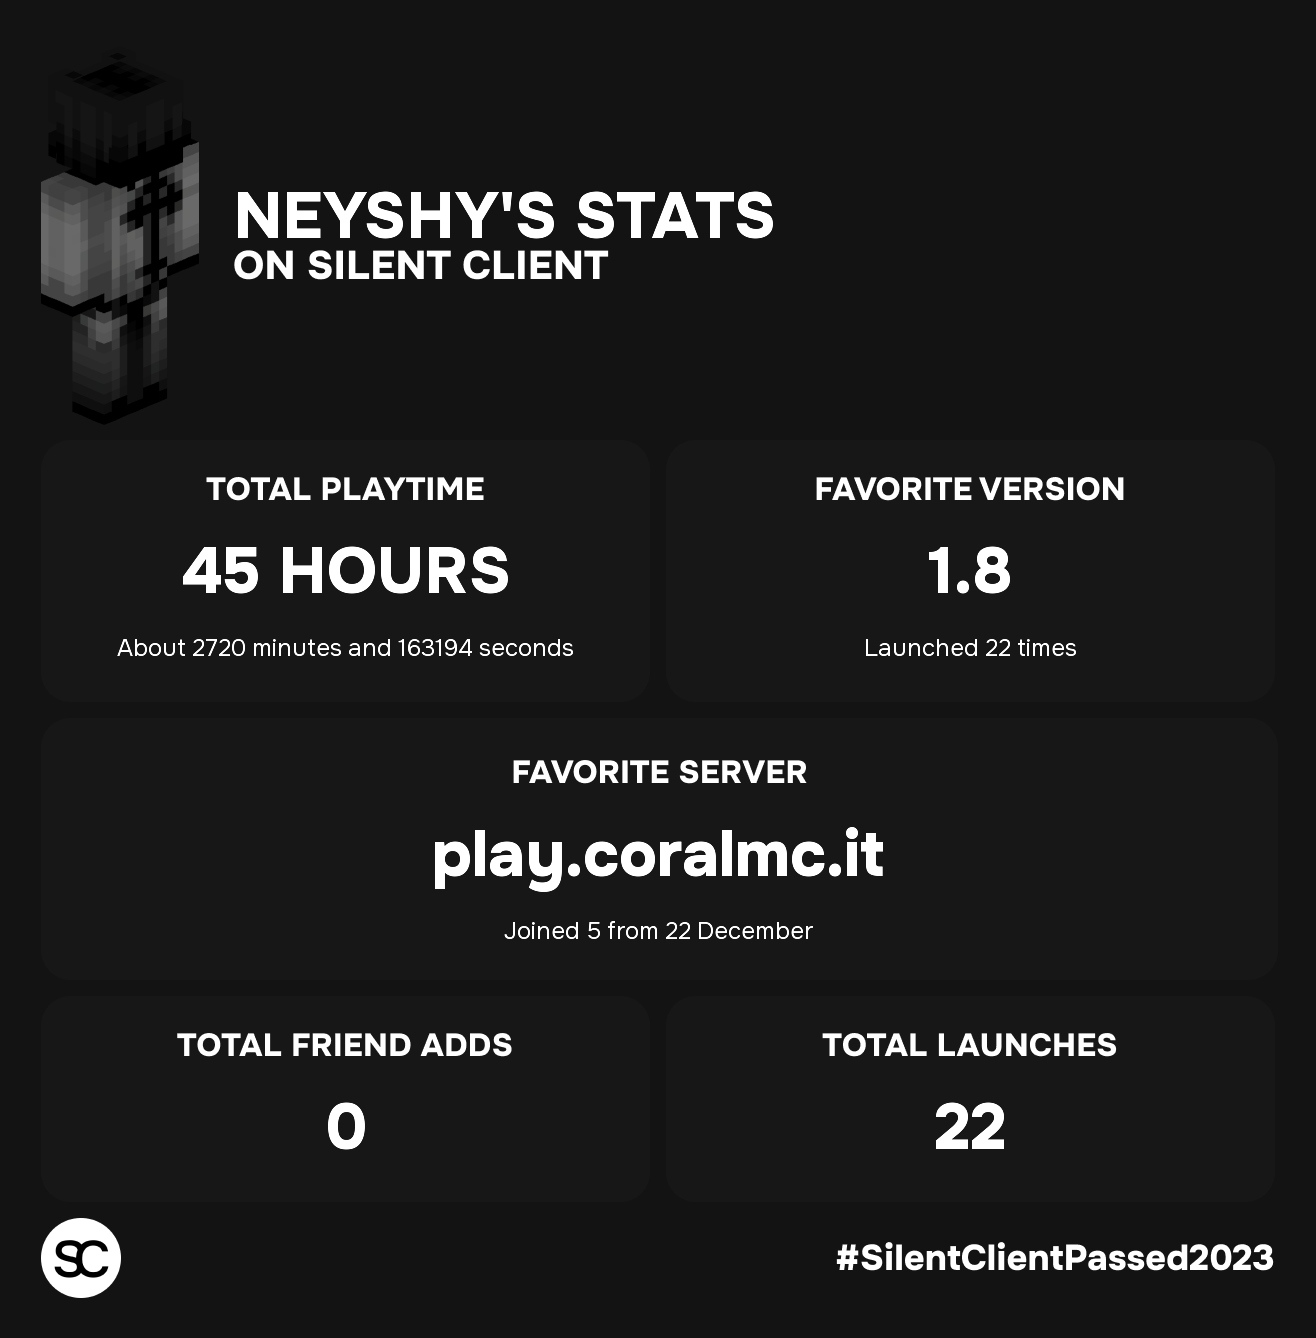 NEYSHY'S STATS
ON SILENT CLIENT
TOTAL PLAYTIME
45 HOURS
About 2720 minutes and 163194 seconds
FAVORITE VERSION
1.8
Launched 22 times
FAVORITE SERVER
play.coralmc.it
Joined 5 from 22 December
TOTAL FRIEND ADDS
0
TOTAL LAUNCHES
22
SC
#SilentClientPassed2023